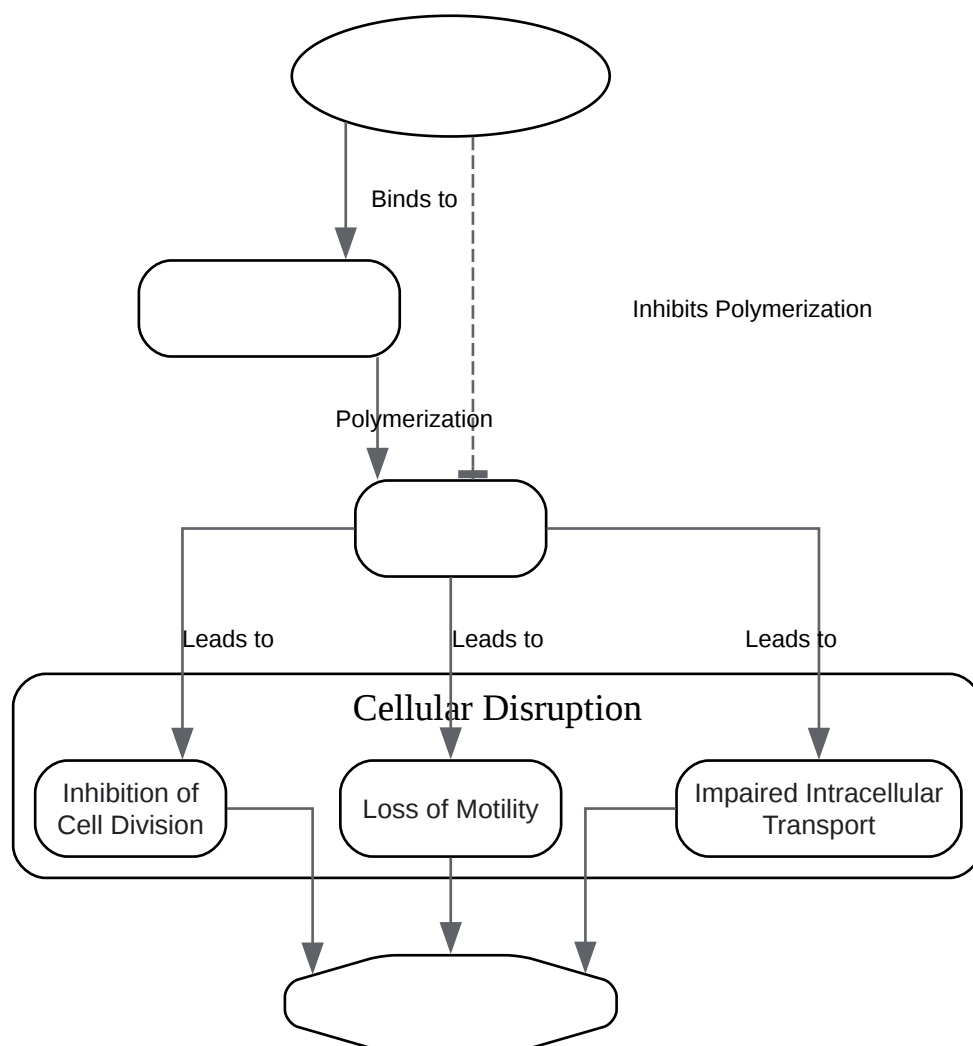 Binds to
Inhibits Polymerization
Polymerization
Leads to
Leads to
Leads to
Cellular Disruption
Inhibition of
Cell Division
Loss of Motility
Impaired Intracellular
Transport